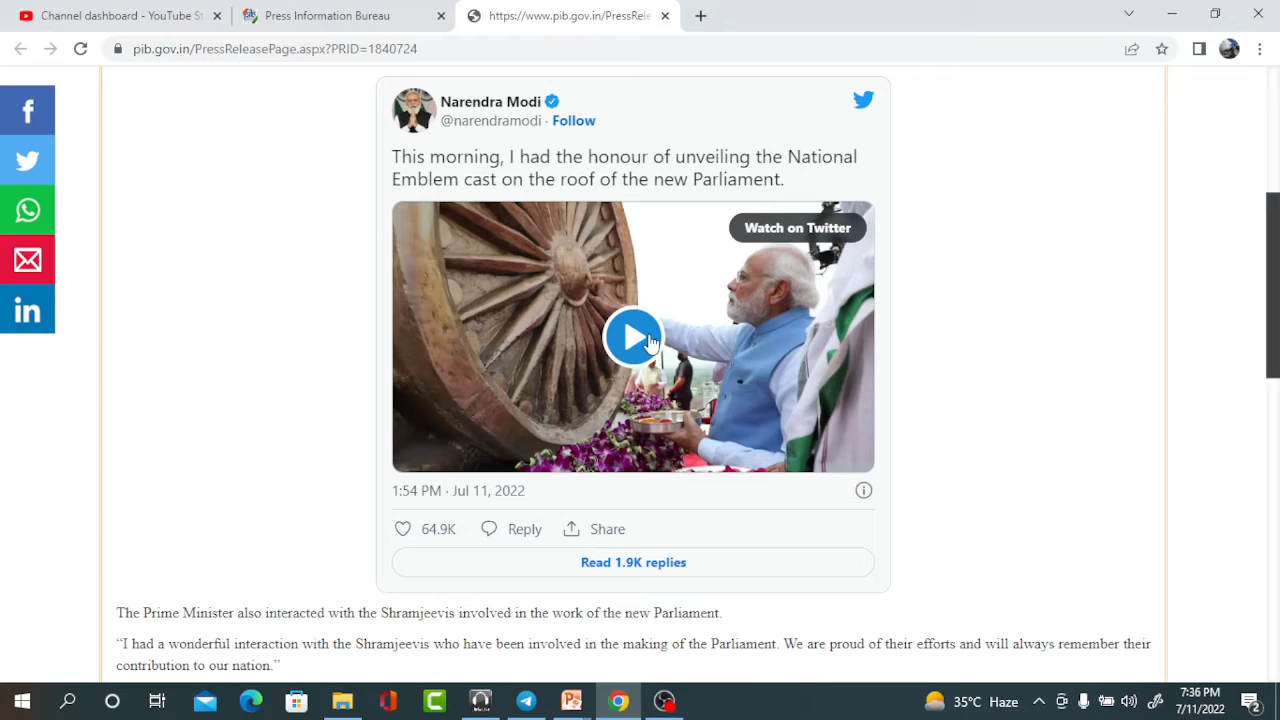 Channel dashboard - YouTube St
Press Information Bureau
https://www.pib.gov.in/PressRele
pib.gov.in/PressReleasePage.aspx?PRID=1840724
Narendra Modi
@narendramodi · Follow
This morning, I had the honour of unveiling the National
Emblem cast on the roof of the new Parliament.
Watch on Twitter
1:54 PM · Jul 11, 2022
64.9K Reply Share
Read 1.9K replies
The Prime Minister also interacted with the Shramjeevis involved in the work of the new Parliament.
“I had a wonderful interaction with the Shramjeevis who have been involved in the making of the Parliament. We are proud of their efforts and will always remember their
contribution to our nation.”
35°C Haze
7:36 PM
7/11/2022
2